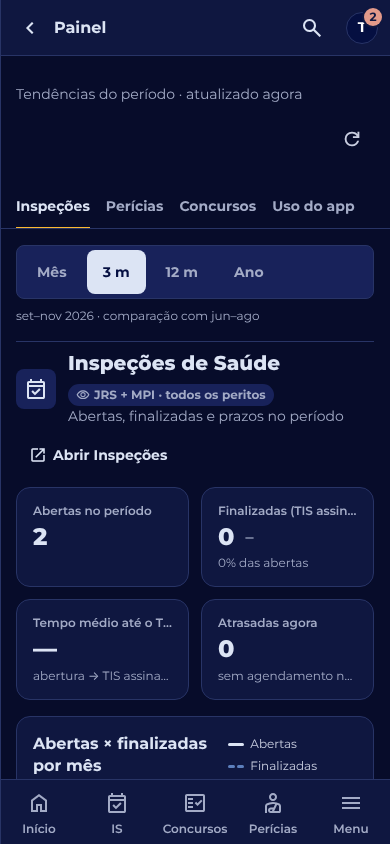 Painel
T
2
Tendências do período · atualizado agora
Inspeções Perícias Concursos Uso do app
Mês 3 m 12 m Ano
set–nov 2026 · comparação com jun–ago
Inspeções de Saúde
JRS + MPI · todos os peritos
Abertas, finalizadas e prazos no período
Abrir Inspeções
Abertas no período
2
Finalizadas (TIS assin...
0 –
0% das abertas
Tempo médio até o T...
—
abertura → TIS assina...
Atrasadas agora
0
sem agendamento n...
Abertas × finalizadas
por mês
Abertas
Finalizadas
Início IS Concursos Perícias Menu